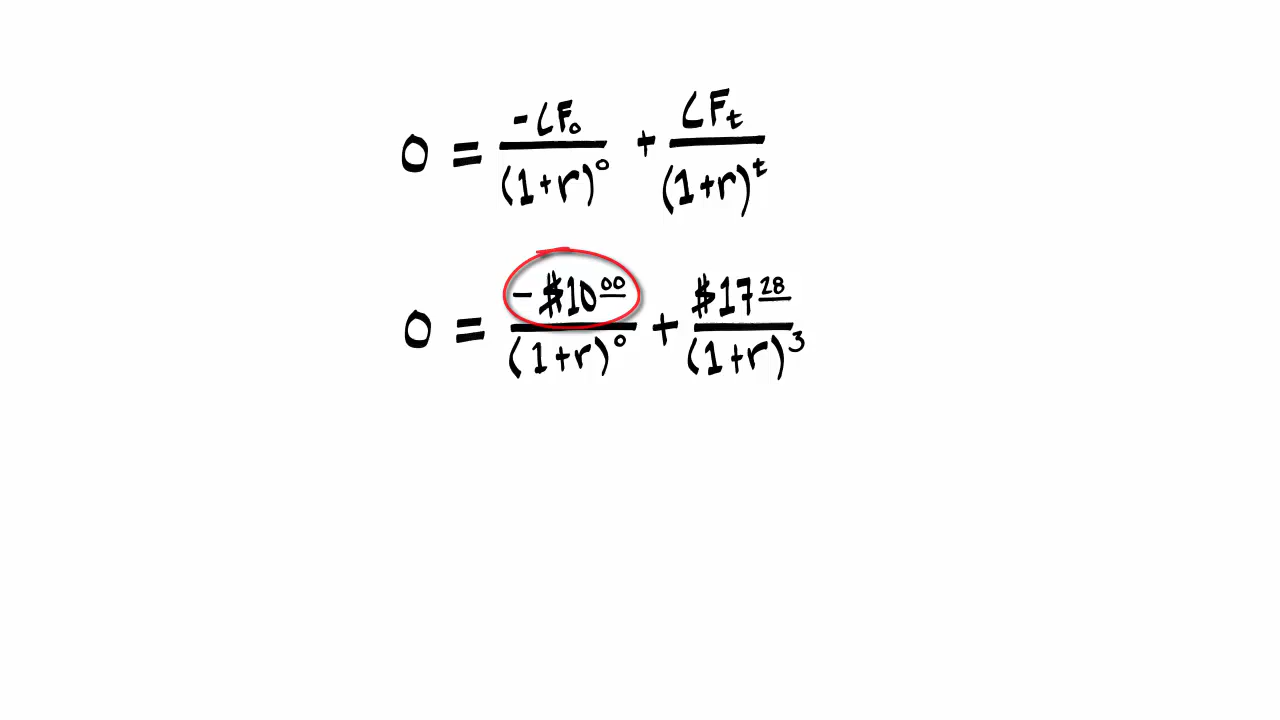 0 = -CF₀/(1+r)⁰ + CFₜ/(1+r)ᵗ
0 = -$10⁰⁰/(1+r)⁰ + $17²⁸/(1+r)³